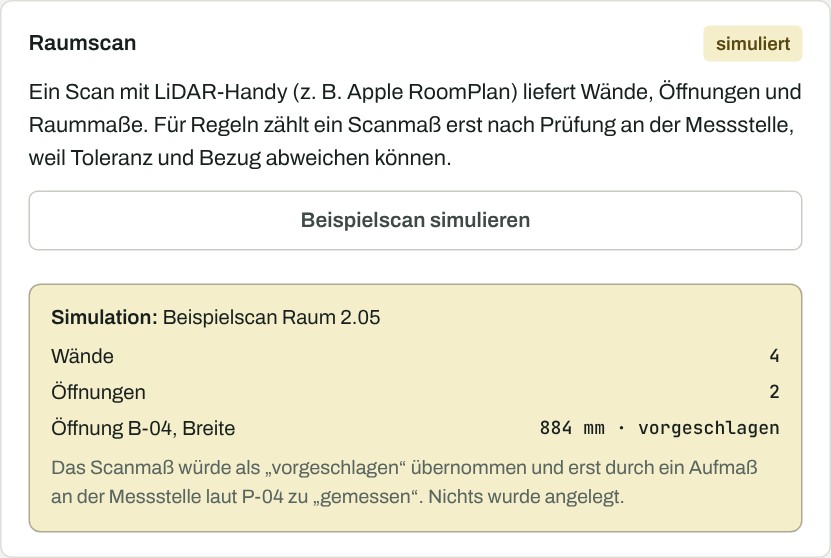 Raumscan
simuliert
Ein Scan mit LiDAR-Handy (z. B. Apple RoomPlan) liefert Wände, Öffnungen und
Raummaße. Für Regeln zählt ein Scanmaß erst nach Prüfung an der Messstelle,
weil Toleranz und Bezug abweichen können.
Beispielscan simulieren
Simulation: Beispielscan Raum 2.05
Wände 4
Öffnungen 2
Öffnung B-04, Breite 884 mm · vorgeschlagen
Das Scanmaß würde als „vorgeschlagen“ übernommen und erst durch ein Aufmaß
an der Messstelle laut P-04 zu „gemessen“. Nichts wurde angelegt.